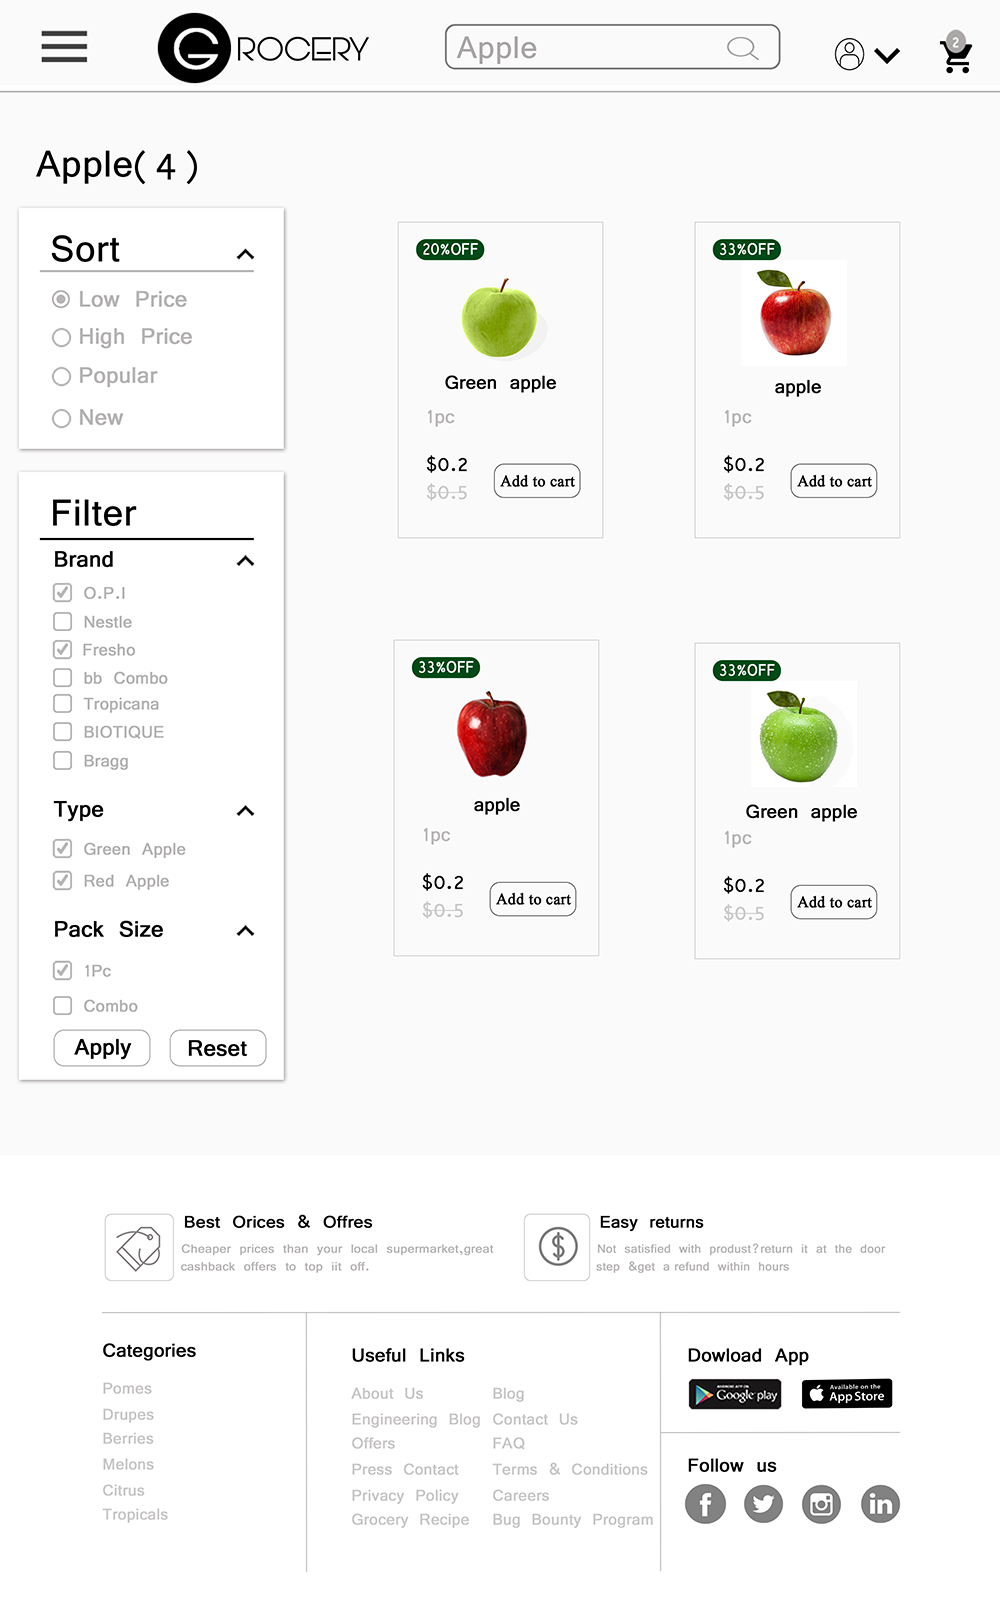 GROCERY
Apple
2
Apple( 4 )
Sort
Low Price
High Price
Popular
New
Filter
Brand
O.P.I
Nestle
Fresho
bb Combo
Tropicana
BIOTIQUE
Bragg
Type
Green Apple
Red Apple
Pack Size
1Pc
Combo
Apply Reset
20%OFF
Green apple
1pc
$0.2
$0.5
Add to cart
33%OFF
apple
1pc
$0.2
$0.5
Add to cart
33%OFF
apple
1pc
$0.2
$0.5
Add to cart
33%OFF
Green apple
1pc
$0.2
$0.5
Add to cart
Best Orices & Offres
Cheaper prices than your local supermarket,great
cashback offers to top iit off.
Easy returns
Not satisfied with produst?return it at the door
step &get a refund within hours
Categories
Pomes
Drupes
Berries
Melons
Citrus
Tropicals
Useful Links
About Us
Engineering Blog
Offers
Press Contact
Privacy Policy
Grocery Recipe
Blog
Contact Us
FAQ
Terms & Conditions
Careers
Bug Bounty Program
Dowload App
Google play
Available on the
App Store
Follow us